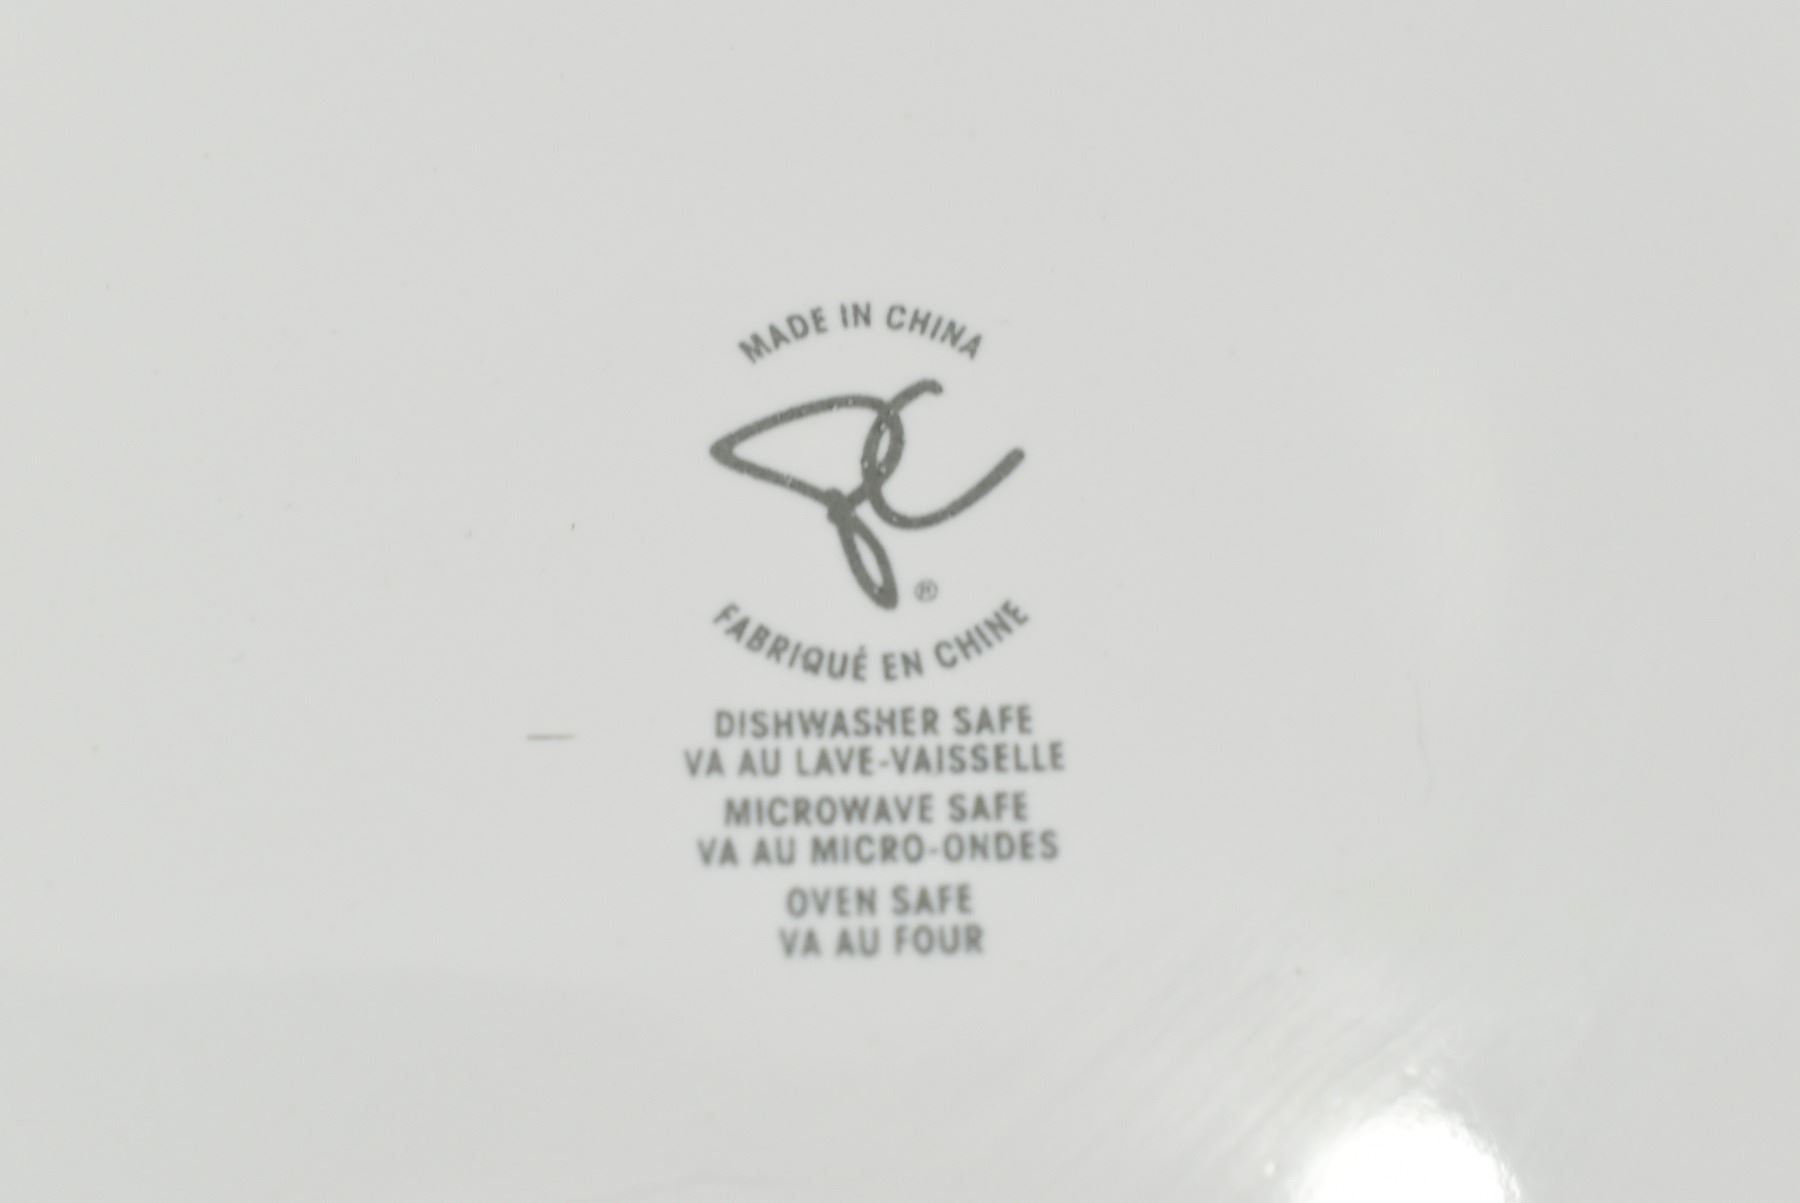 MADE IN CHINA
PC
®
FABRIQUÉ EN CHINE
DISHWASHER SAFE
VA AU LAVE-VAISSELLE
MICROWAVE SAFE
VA AU MICRO-ONDES
OVEN SAFE
VA AU FOUR